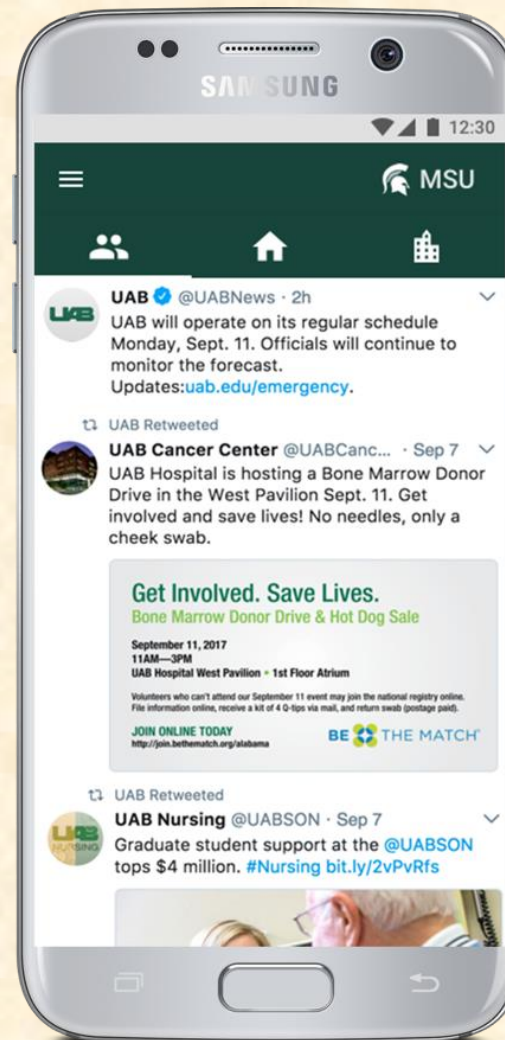 SAMSUNG
12:30
MSU
UAB @UABNews · 2h
UAB will operate on its regular schedule
Monday, Sept. 11. Officials will continue to
monitor the forecast.
Updates:uab.edu/emergency.
UAB Retweeted
UAB Cancer Center @UABCanc... · Sep 7
UAB Hospital is hosting a Bone Marrow Donor
Drive in the West Pavilion Sept. 11. Get
involved and save lives! No needles, only a
cheek swab.
Get Involved. Save Lives.
Bone Marrow Donor Drive & Hot Dog Sale
September 11, 2017
11AM—3PM
UAB Hospital West Pavilion • 1st Floor Atrium
Volunteers who can't attend our September 11 event may join the national registry online.
File information online, receive a kit of 4 Q-tips via mail, and return swab (postage paid).
JOIN ONLINE TODAY
http://join.bethematch.org/alabama
BE THE MATCH
UAB Retweeted
UAB Nursing @UABSON · Sep 7
UAB
NURSING
Graduate student support at the @UABSON
tops $4 million. #Nursing bit.ly/2vPvRfs